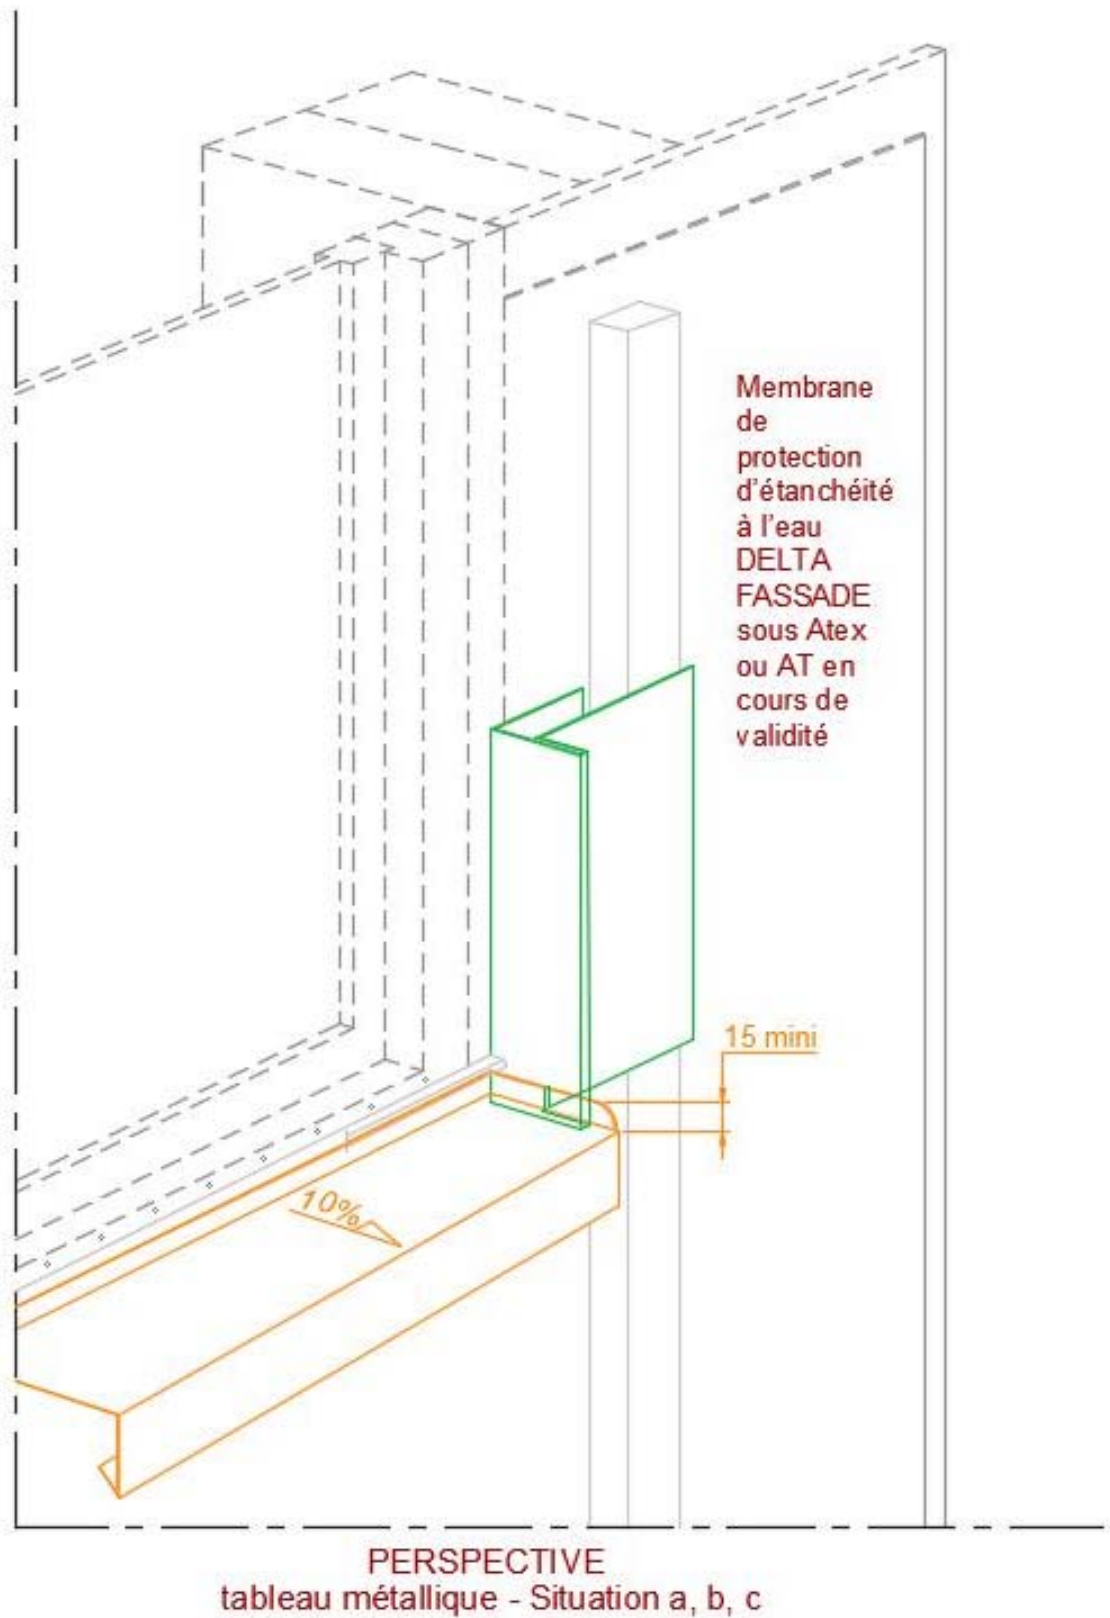 Membrane
de
protection
d'étanchéité
à l'eau
DELTA
FASSADE
sous Atex
ou AT en
cours de
validité
15 mini
10%
PERSPECTIVE
tableau métallique - Situation a, b, c